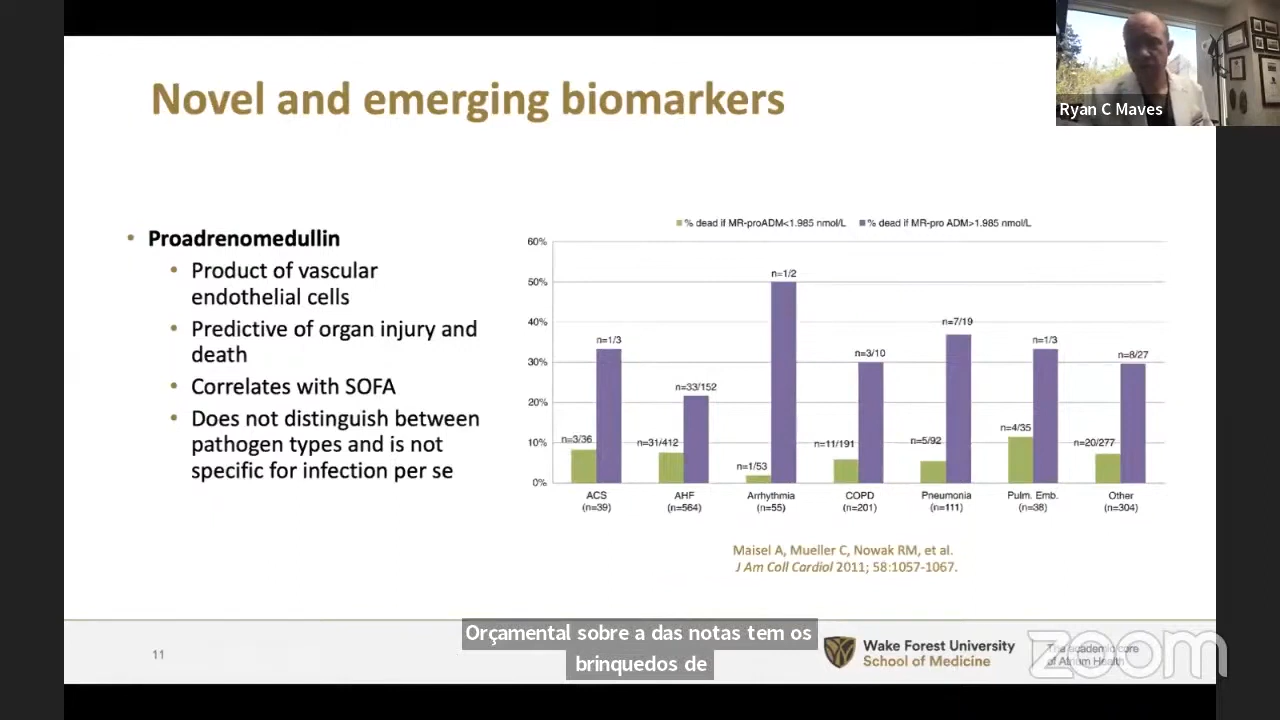 Novel and emerging biomarkers
Ryan C Maves
• Proadrenomedullin
• Product of vascular
endothelial cells
• Predictive of organ injury and
death
• Correlates with SOFA
• Does not distinguish between
pathogen types and is not
specific for infection per se
% dead if MR-proADM<1.985 nmol/L % dead if MR-pro ADM>1.985 nmol/L
60%
50%
40%
30%
20%
10%
0%
n=3/36 n=1/3
n=31/412 n=33/152
n=1/53 n=1/2
n=11/191 n=3/10
n=5/92 n=7/19
n=4/35 n=1/3
n=20/277 n=8/27
ACS AHF Arrhythmia COPD Pneumonia Pulm. Emb. Other
(n=39) (n=564) (n=55) (n=201) (n=111) (n=38) (n=304)
Maisel A, Mueller C, Nowak RM, et al.
J Am Coll Cardiol 2011; 58:1057-1067.
Orçamental sobre a das notas tem os
brinquedos de
11
Wake Forest University
School of Medicine
The academic core
of Atrium Health
zoom